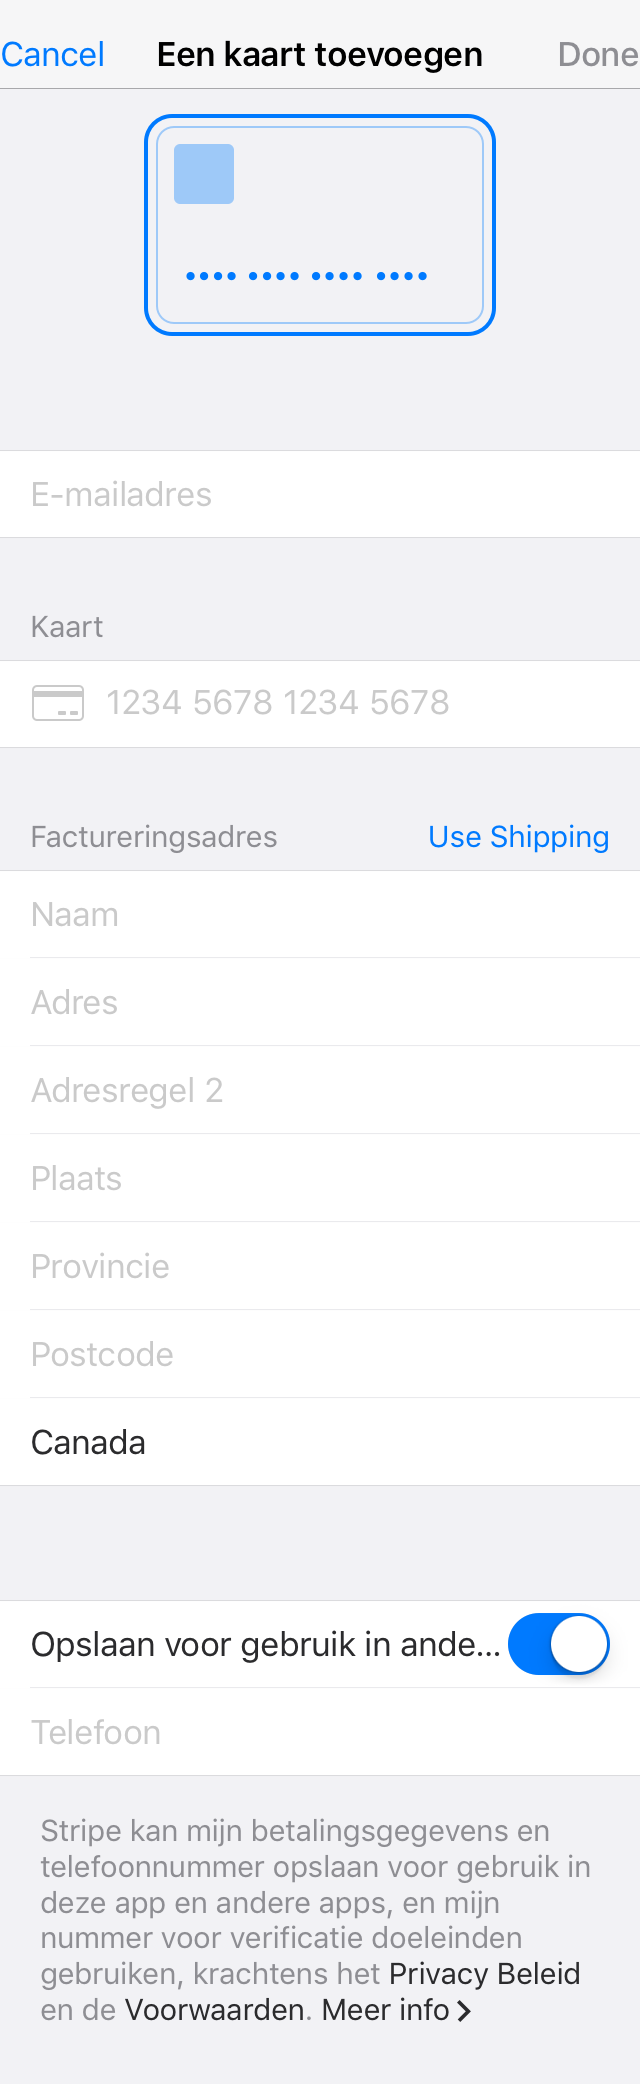 Cancel Een kaart toevoegen Done
•••• •••• •••• ••••
E-mailadres
Kaart
1234 5678 1234 5678
Factureringsadres Use Shipping
Naam
Adres
Adresregel 2
Plaats
Provincie
Postcode
Canada
Opslaan voor gebruik in ande...
Telefoon
Stripe kan mijn betalingsgegevens en
telefoonnummer opslaan voor gebruik in
deze app en andere apps, en mijn
nummer voor verificatie doeleinden
gebruiken, krachtens het Privacy Beleid
en de Voorwaarden. Meer info